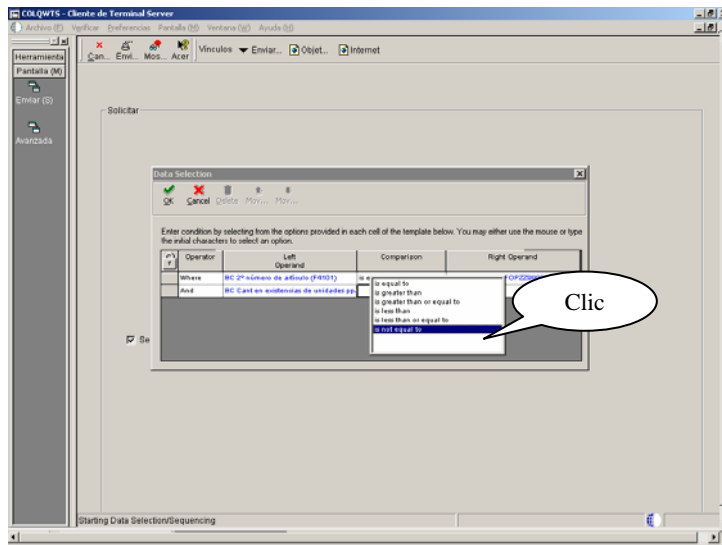 COLQWTS - Cliente de Terminal Server
Archivo (F) Verificar Preferencias Pantalla (M) Ventana (W) Ayuda (H)
Can... Envi... Mos... Acer Vínculos Enviar... Objet... Internet
Herramienta
Pantalla (M)
Enviar (S)
Avanzada
Solicitar
Data Selection
OK Cancel Delete Mov... Mov...
Enter condition by selecting from the options provided in each cell of the template below. You may either use the mouse or type
the initial characters to select an option.
Operator Left Operand Comparison Right Operand
Where BC 2º número de artículo (F4101) is e
And BC Cant en existencias de unidades pp.
is equal to
is greater than
is greater than or equal to
is less than
is less than or equal to
is not equal to
Clic
Se
Starting Data Selection/Sequencing